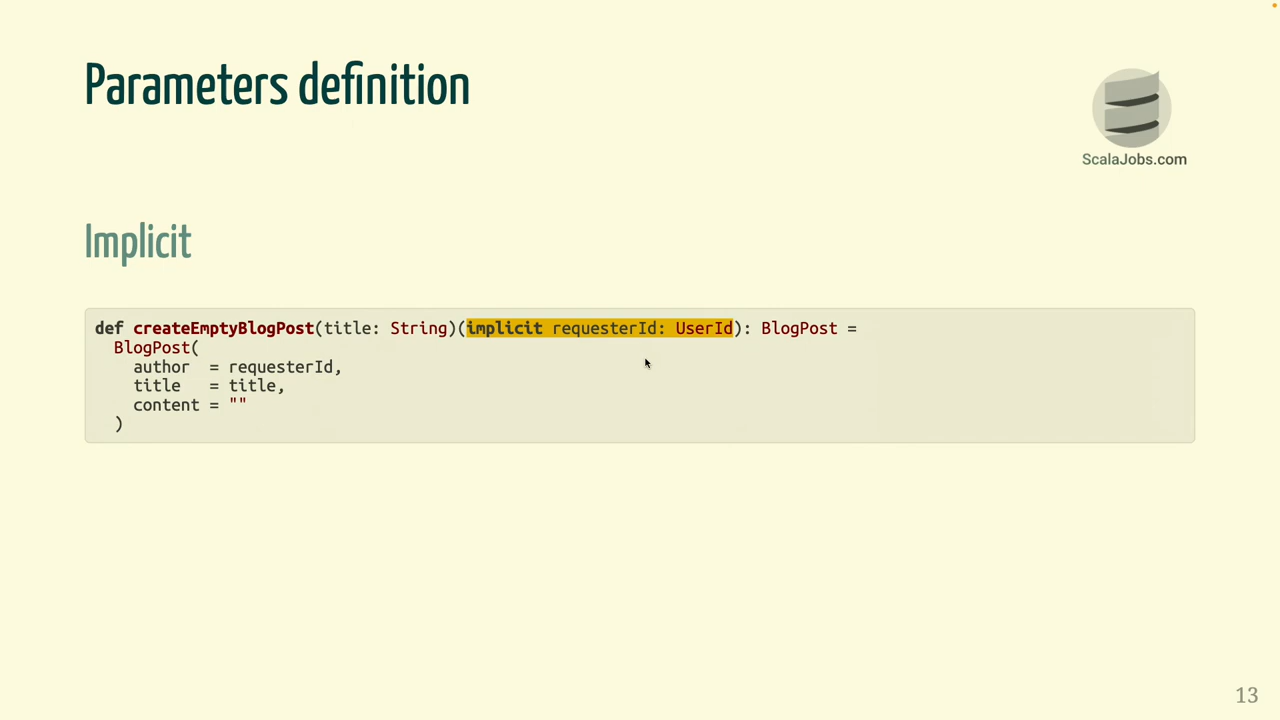 Parameters definition
ScalaJobs.com
Implicit
def createEmptyBlogPost(title: String)(implicit requesterId: UserId): BlogPost =
  BlogPost(
    author  = requesterId,
    title   = title,
    content = ""
  )
13